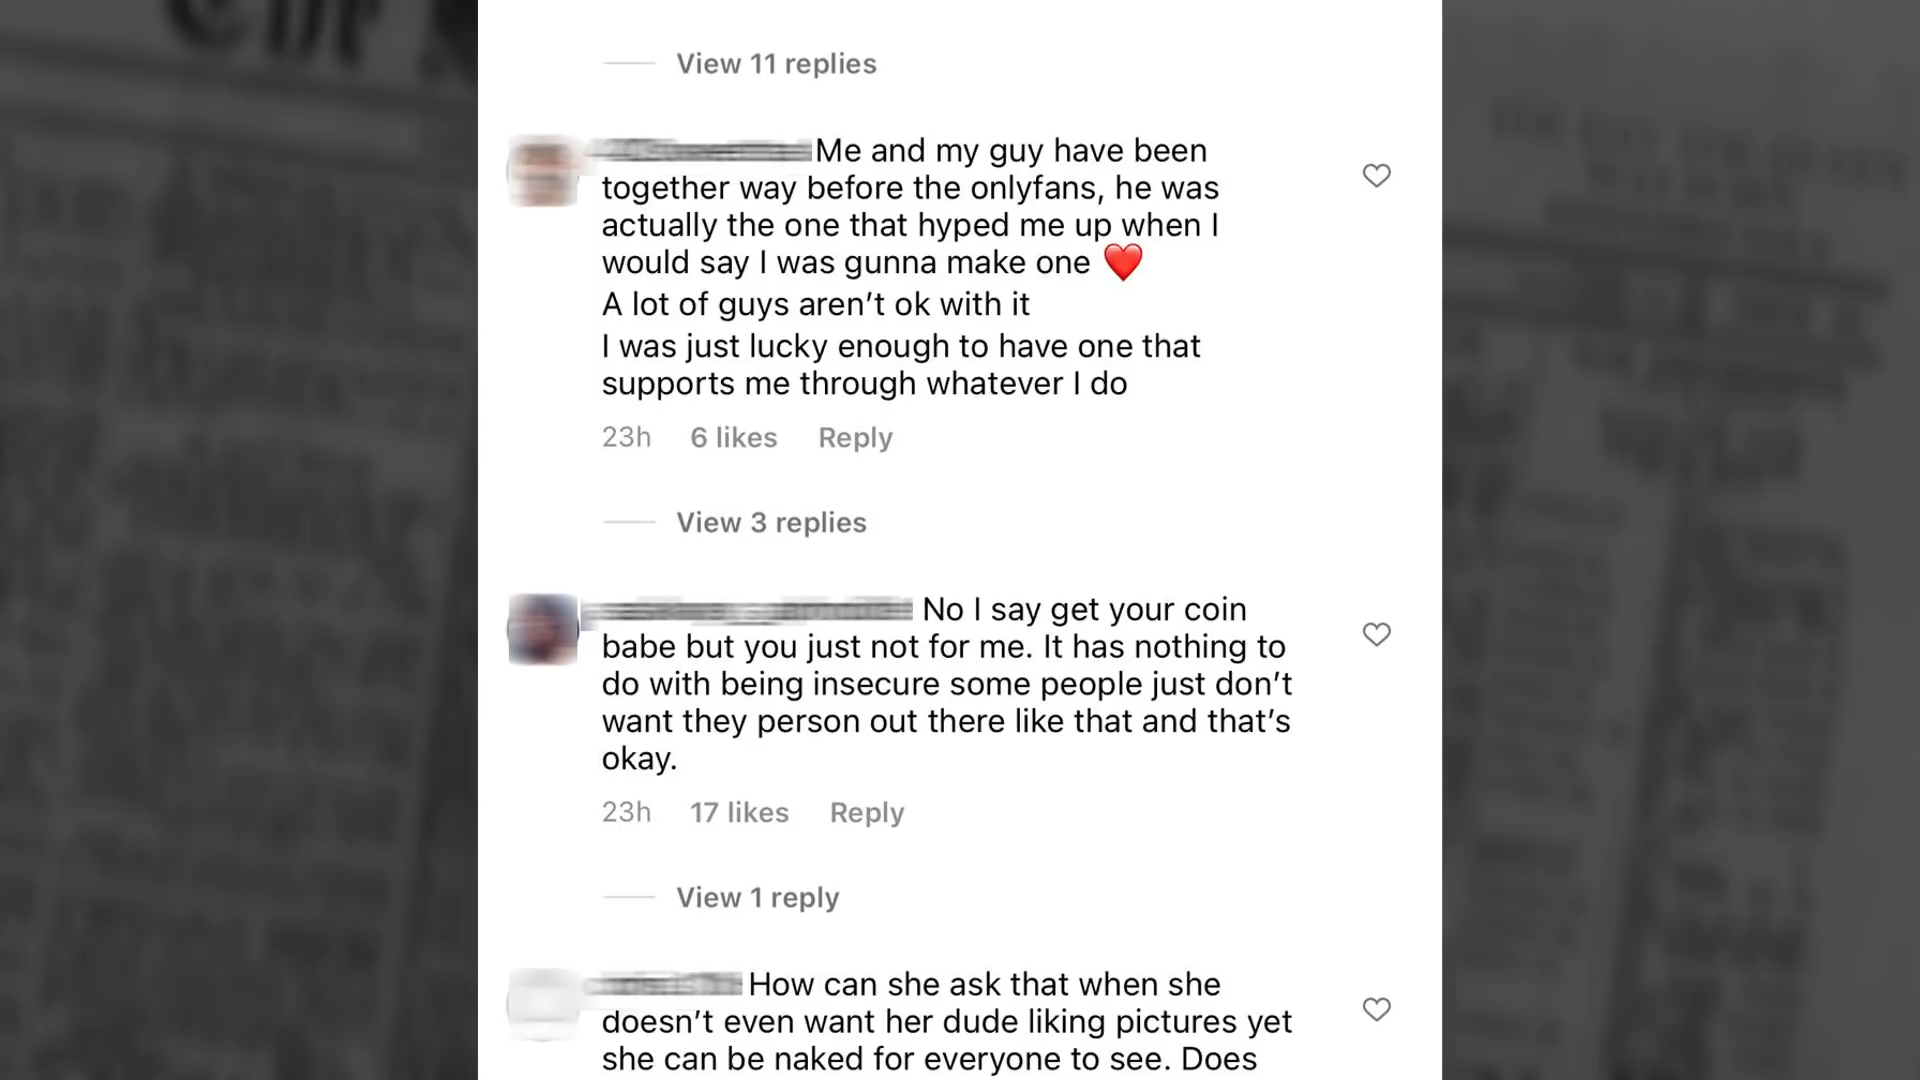 View 11 replies
Me and my guy have been
together way before the onlyfans, he was
actually the one that hyped me up when I
would say I was gunna make one ❤️
A lot of guys aren’t ok with it
I was just lucky enough to have one that
supports me through whatever I do
23h 6 likes Reply
View 3 replies
No I say get your coin
babe but you just not for me. It has nothing to
do with being insecure some people just don’t
want they person out there like that and that’s
okay.
23h 17 likes Reply
View 1 reply
How can she ask that when she
doesn’t even want her dude liking pictures yet
she can be naked for everyone to see. Does